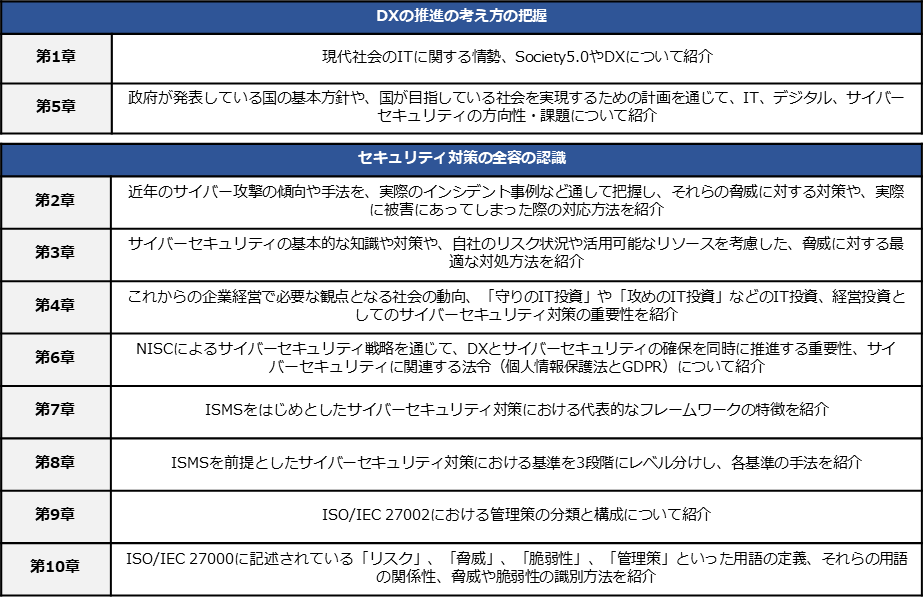 DXの推進の考え方の把握
第1章
現代社会のITに関する情勢、Society5.0やDXについて紹介
第5章
政府が発表している国の基本方針や、国が目指している社会を実現するための計画を通じて、IT、デジタル、サイバー
セキュリティの方向性・課題について紹介
セキュリティ対策の全容の認識
第2章
近年のサイバー攻撃の傾向や手法を、実際のインシデント事例など通して把握し、それらの脅威に対する対策や、実際
に被害にあってしまった際の対応方法を紹介
第3章
サイバーセキュリティの基本的な知識や対策や、自社のリスク状況や活用可能なリソースを考慮した、脅威に対する最
適な対処方法を紹介
第4章
これからの企業経営で必要な観点となる社会の動向、「守りのIT投資」や「攻めのIT投資」などのIT投資、経営投資と
してのサイバーセキュリティ対策の重要性を紹介
第6章
NISCによるサイバーセキュリティ戦略を通じて、DXとサイバーセキュリティの確保を同時に推進する重要性、サイ
バーセキュリティに関連する法令（個人情報保護法とGDPR）について紹介
第7章
ISMSをはじめとしたサイバーセキュリティ対策における代表的なフレームワークの特徴を紹介
第8章
ISMSを前提としたサイバーセキュリティ対策における基準を3段階にレベル分けし、各基準の手法を紹介
第9章
ISO/IEC 27002における管理策の分類と構成について紹介
第10章
ISO/IEC 27000に記述されている「リスク」、「脅威」、「脆弱性」、「管理策」といった用語の定義、それらの用語
の関係性、脅威や脆弱性の識別方法を紹介